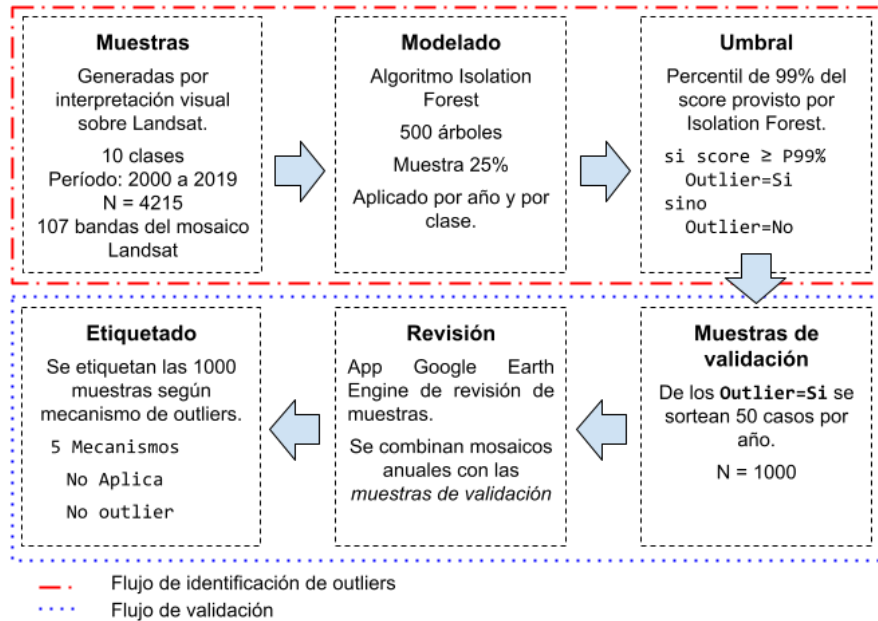 Muestras
Generadas por
interpretación visual
sobre Landsat.
10 clases
Período: 2000 a 2019
N = 4215
107 bandas del mosaico
Landsat
Modelado
Algoritmo Isolation
Forest
500 árboles
Muestra 25%
Aplicado por año y por
clase.
Umbral
Percentil de 99% del
score provisto por
Isolation Forest.
si score ≥ P99%
Outlier=Si
sino
Outlier=No
Muestras de
validación
De los Outlier=Si se
sortean 50 casos por
año.
N = 1000
Revisión
App Google Earth
Engine de revisión de
muestras.
Se combinan mosaicos
anuales con las
muestras de validación
Etiquetado
Se etiquetan las 1000
muestras según
mecanismo de outliers.
5 Mecanismos
No Aplica
No outlier
Flujo de identificación de outliers
Flujo de validación